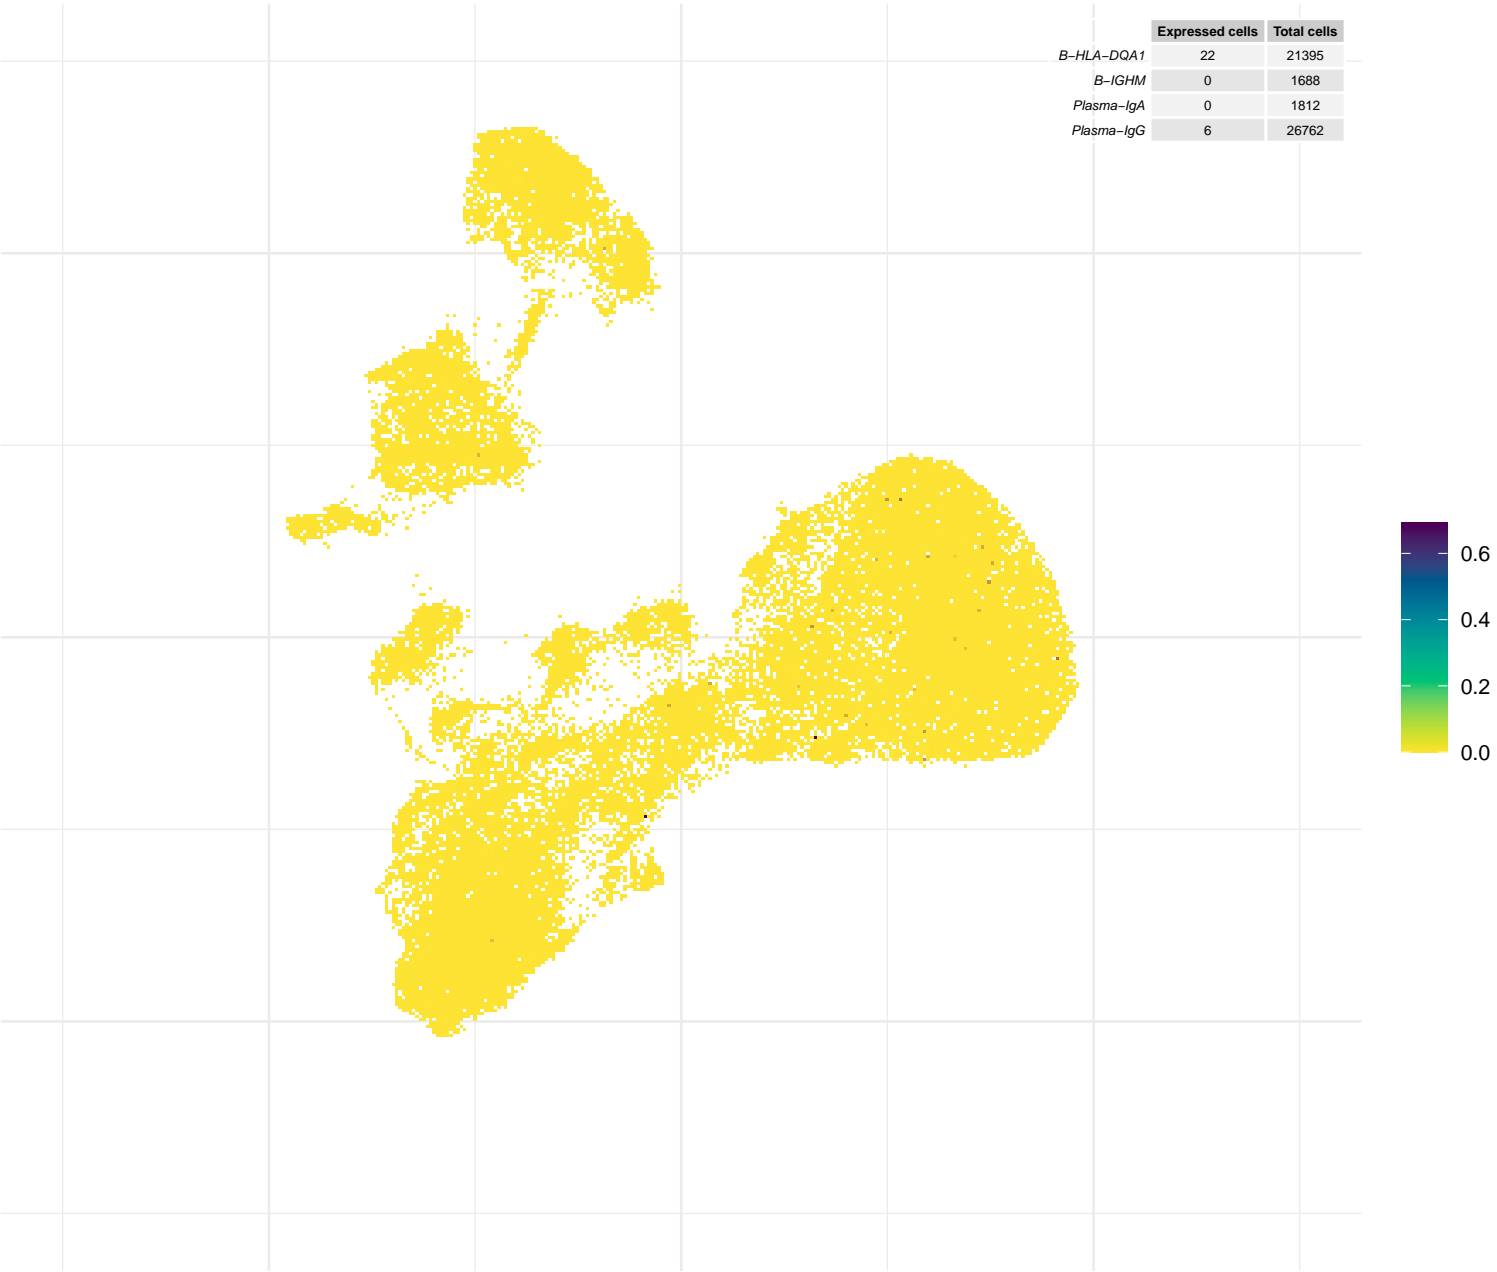 Expressed cells Total cells
B−HLA−DQA1 22 21395
B−IGHM 0 1688
Plasma−IgA 0 1812
Plasma−IgG 6 26762
0.6
0.4
0.2
0.0